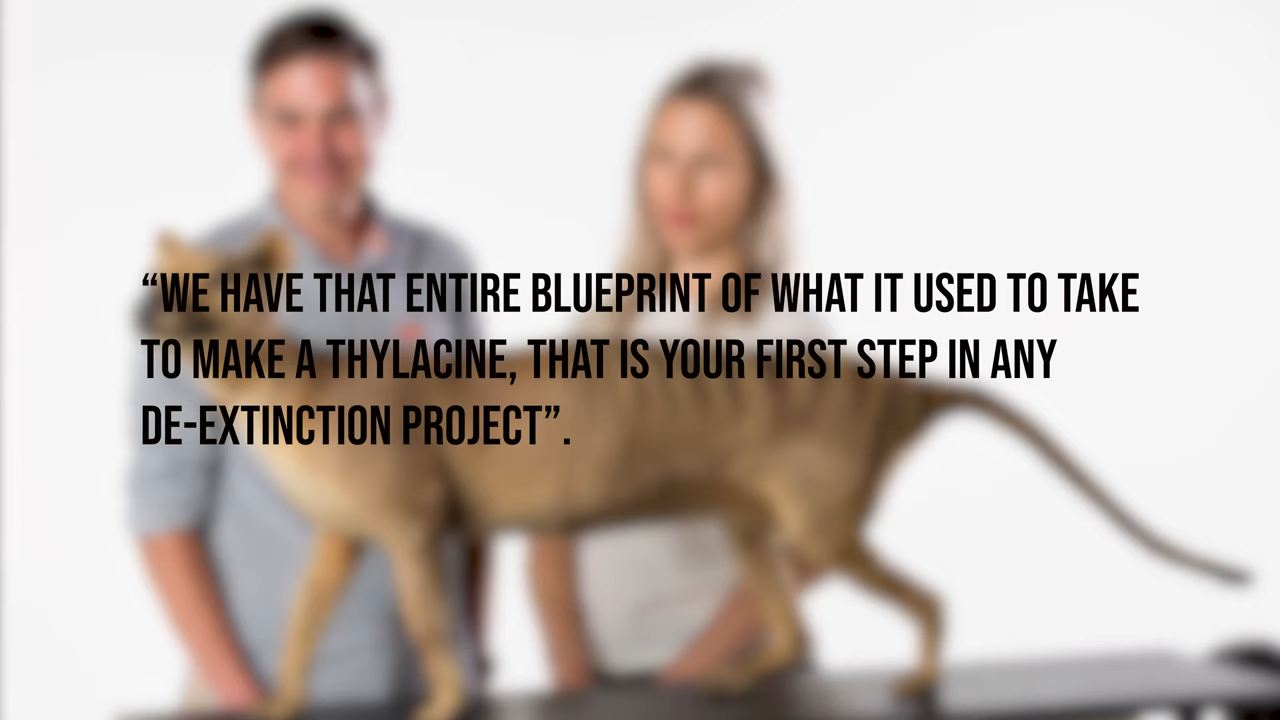 “WE HAVE THAT ENTIRE BLUEPRINT OF WHAT IT USED TO TAKE
TO MAKE A THYLACINE, THAT IS YOUR FIRST STEP IN ANY
DE-EXTINCTION PROJECT”.